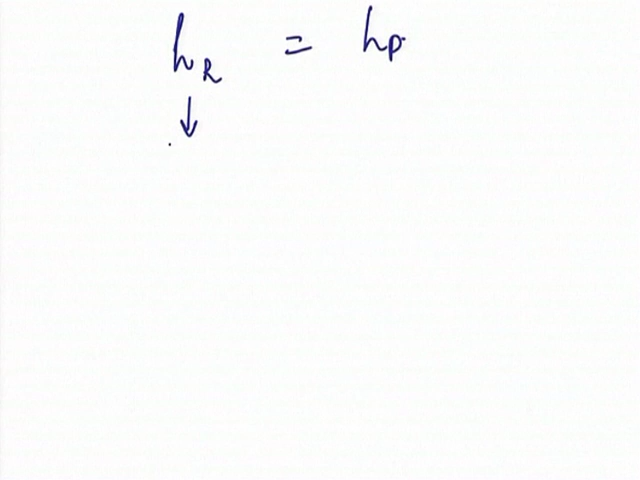 h_R = h_P
↓